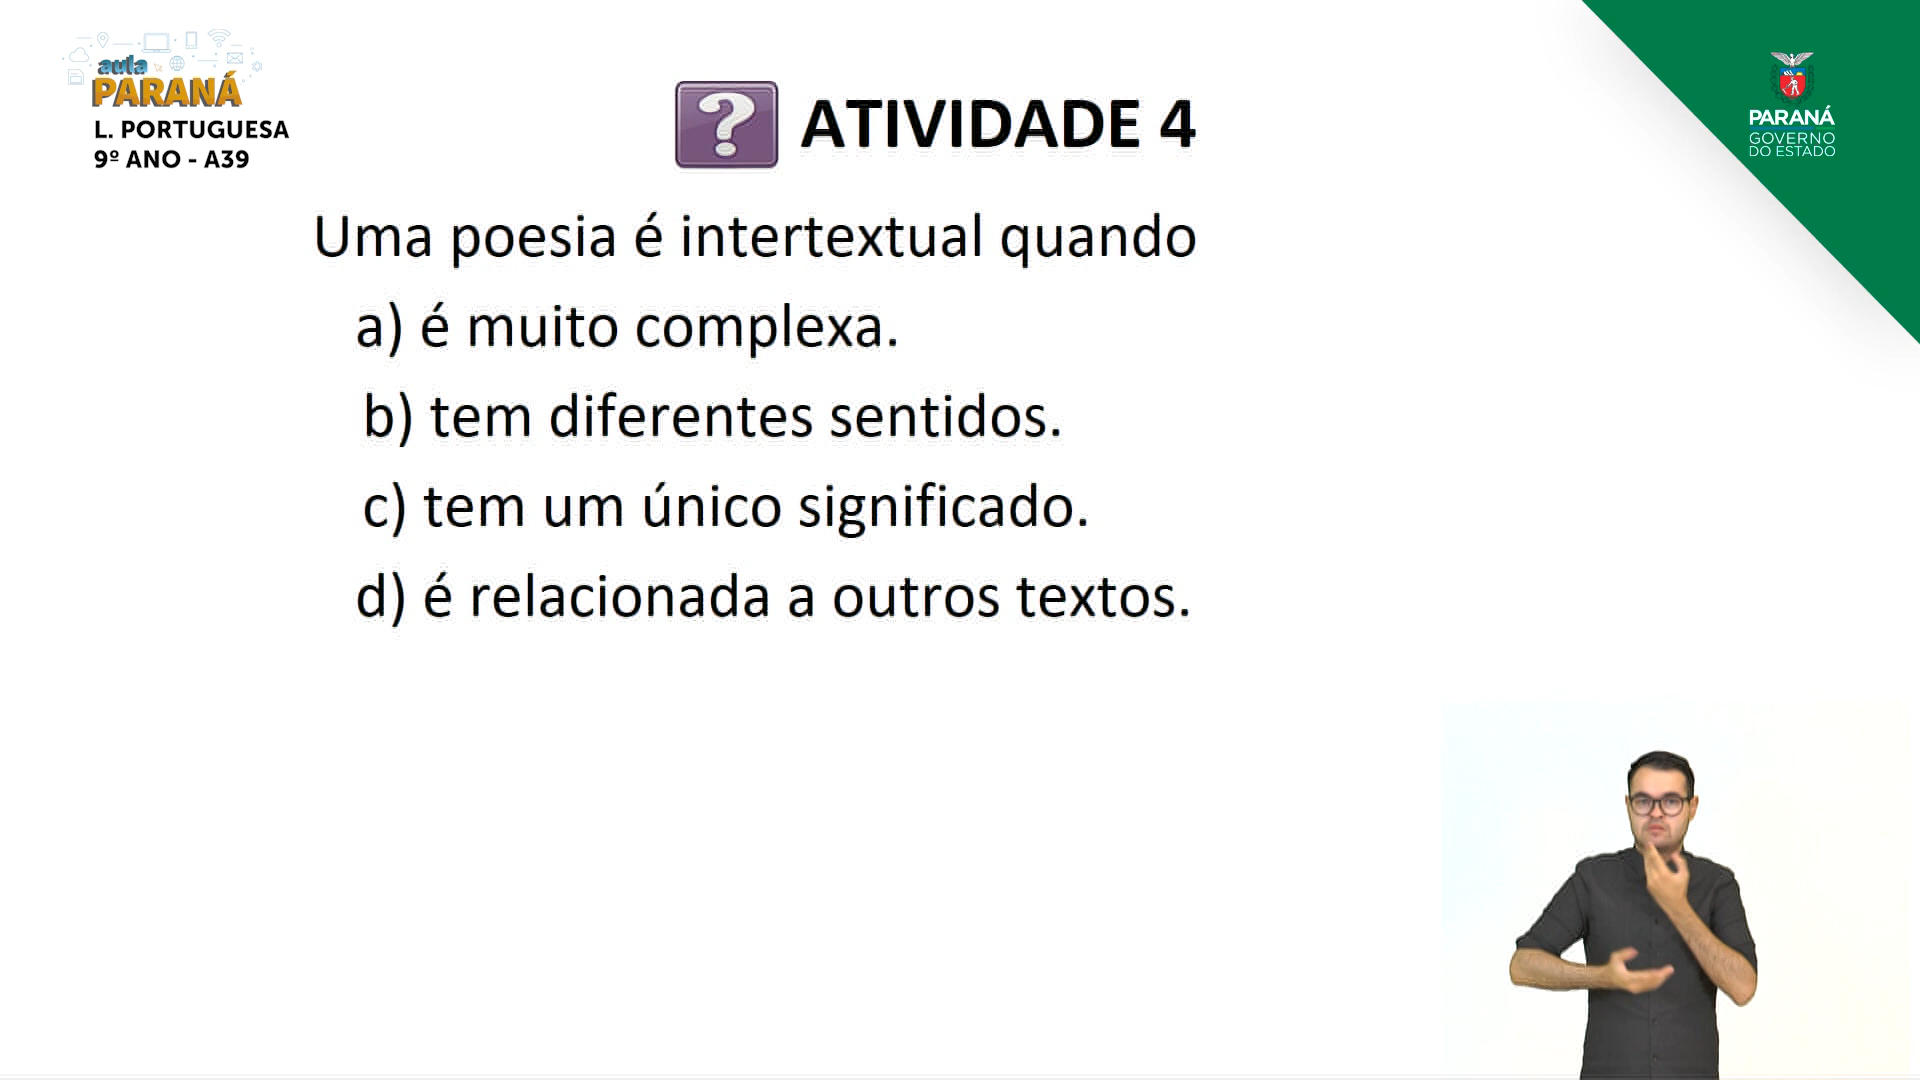 aula
PARANÁ
L. PORTUGUESA
9º ANO - A39
ATIVIDADE 4
PARANÁ
GOVERNO
DO ESTADO
Uma poesia é intertextual quando
a) é muito complexa.
b) tem diferentes sentidos.
c) tem um único significado.
d) é relacionada a outros textos.